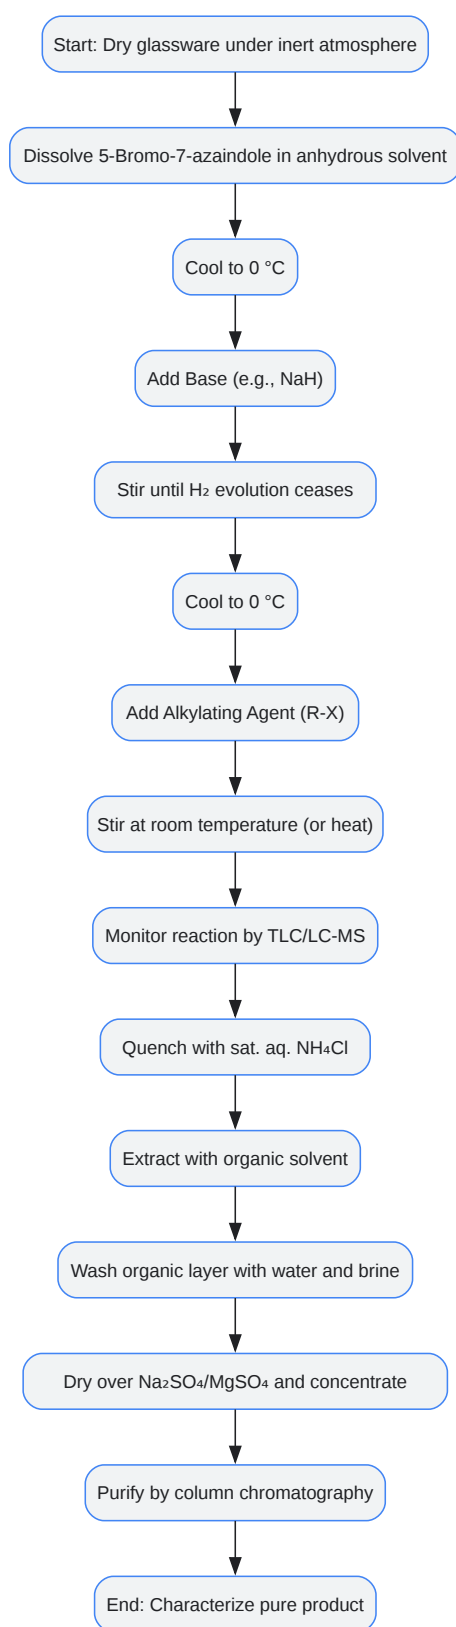 Start: Dry glassware under inert atmosphere
Dissolve 5-Bromo-7-azaindole in anhydrous solvent
Cool to 0 °C
Add Base (e.g., NaH)
Stir until H₂ evolution ceases
Cool to 0 °C
Add Alkylating Agent (R-X)
Stir at room temperature (or heat)
Monitor reaction by TLC/LC-MS
Quench with sat. aq. NH₄Cl
Extract with organic solvent
Wash organic layer with water and brine
Dry over Na₂SO₄/MgSO₄ and concentrate
Purify by column chromatography
End: Characterize pure product